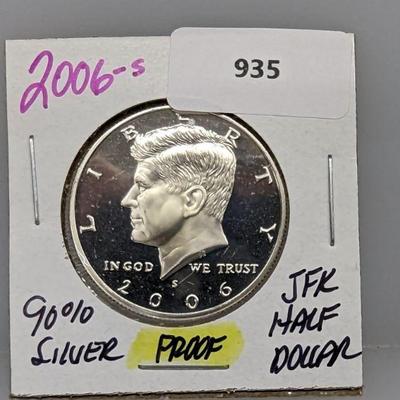 2006-S
935
LIBERTY
IN GOD WE TRUST
S
2006
90% SILVER
PROOF
JFK HALF DOLLAR